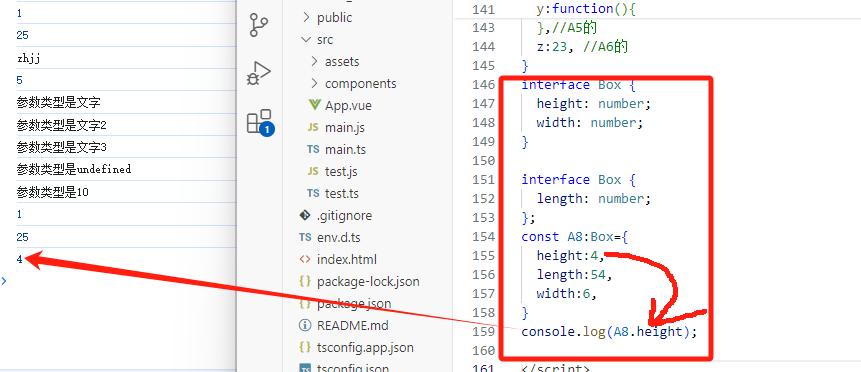 1
25
zhjj
5
参数类型是文字
参数类型是文字2
参数类型是文字3
参数类型是undefined
参数类型是10
1
25
4
public
src
assets
components
App.vue
JS main.js
TS main.ts
JS test.js
TS test.ts
.gitignore
TS env.d.ts
index.html
package-lock.json
package.json
README.md
tsconfig.app.json
tsconfig.json
1
141 y:function(){
143 },//A5的
144 z:23, //A6的
145 }
146 interface Box {
147 height: number;
148 width: number;
149 }
150
151 interface Box {
152 length: number;
153 };
154 const A8:Box={
155 height:4,
156 length:54,
157 width:6,
158 }
159 console.log(A8.height);
160
161 </script>